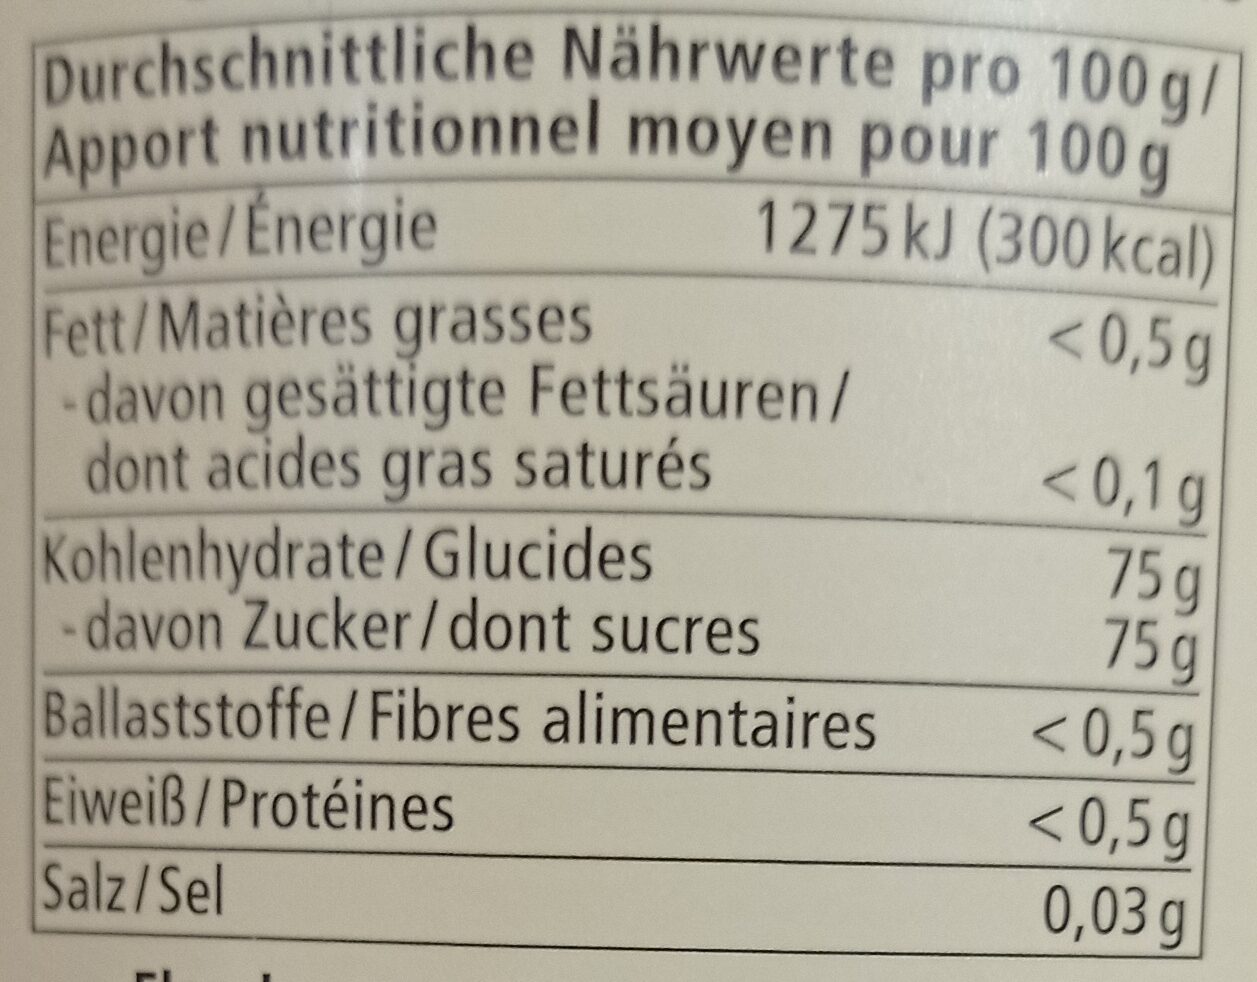 Durchschnittliche Nährwerte pro 100 g/
Apport nutritionnel moyen pour 100 g
Energie/Énergie 1275 kJ (300 kcal)
Fett/Matières grasses < 0,5 g
- davon gesättigte Fettsäuren/
dont acides gras saturés < 0,1 g
Kohlenhydrate/Glucides 75 g
- davon Zucker/dont sucres 75 g
Ballaststoffe/Fibres alimentaires < 0,5 g
Eiweiß/Protéines < 0,5 g
Salz/Sel 0,03 g